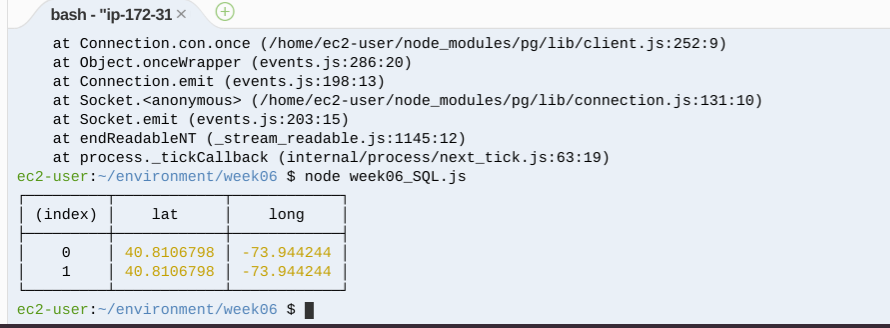 bash - "ip-172-31
at Connection.con.once (/home/ec2-user/node_modules/pg/lib/client.js:252:9)
at Object.onceWrapper (events.js:286:20)
at Connection.emit (events.js:198:13)
at Socket.<anonymous> (/home/ec2-user/node_modules/pg/lib/connection.js:131:10)
at Socket.emit (events.js:203:15)
at endReadableNT (_stream_readable.js:1145:12)
at process._tickCallback (internal/process/next_tick.js:63:19)
ec2-user:~/environment/week06 $ node week06_SQL.js
(index) lat long
0 40.8106798 -73.944244
1 40.8106798 -73.944244
ec2-user:~/environment/week06 $